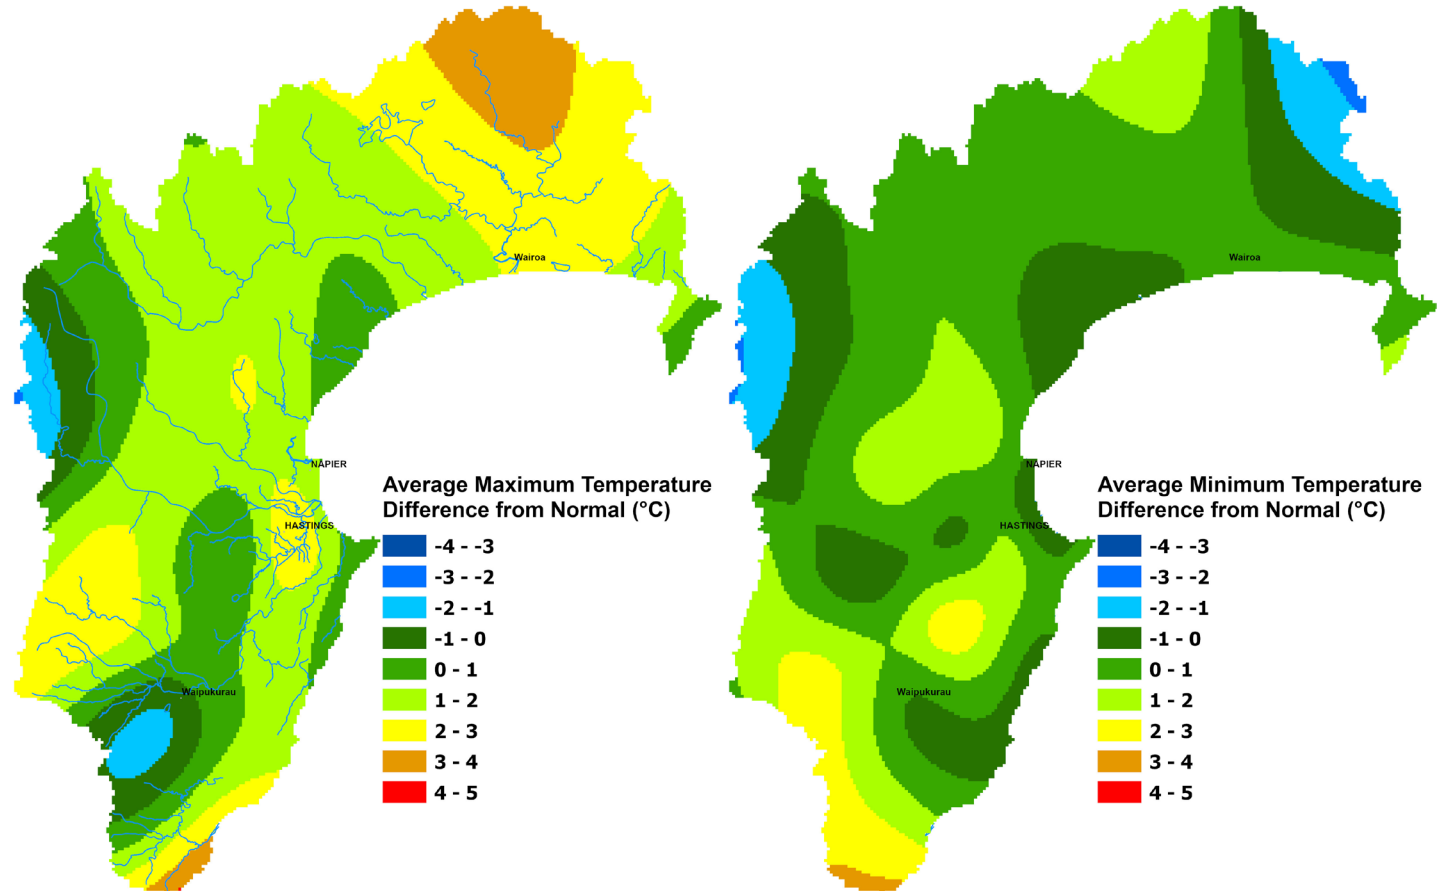 Wairoa
NAPIER
Average Maximum Temperature
Difference from Normal (°C)
HASTINGS
-4 - -3
-3 - -2
-2 - -1
-1 - 0
0 - 1
1 - 2
2 - 3
3 - 4
4 - 5
Waipukurau
Wairoa
NAPIER
Average Minimum Temperature
Difference from Normal (°C)
HASTINGS
-4 - -3
-3 - -2
-2 - -1
-1 - 0
0 - 1
1 - 2
2 - 3
3 - 4
4 - 5
Waipukurau